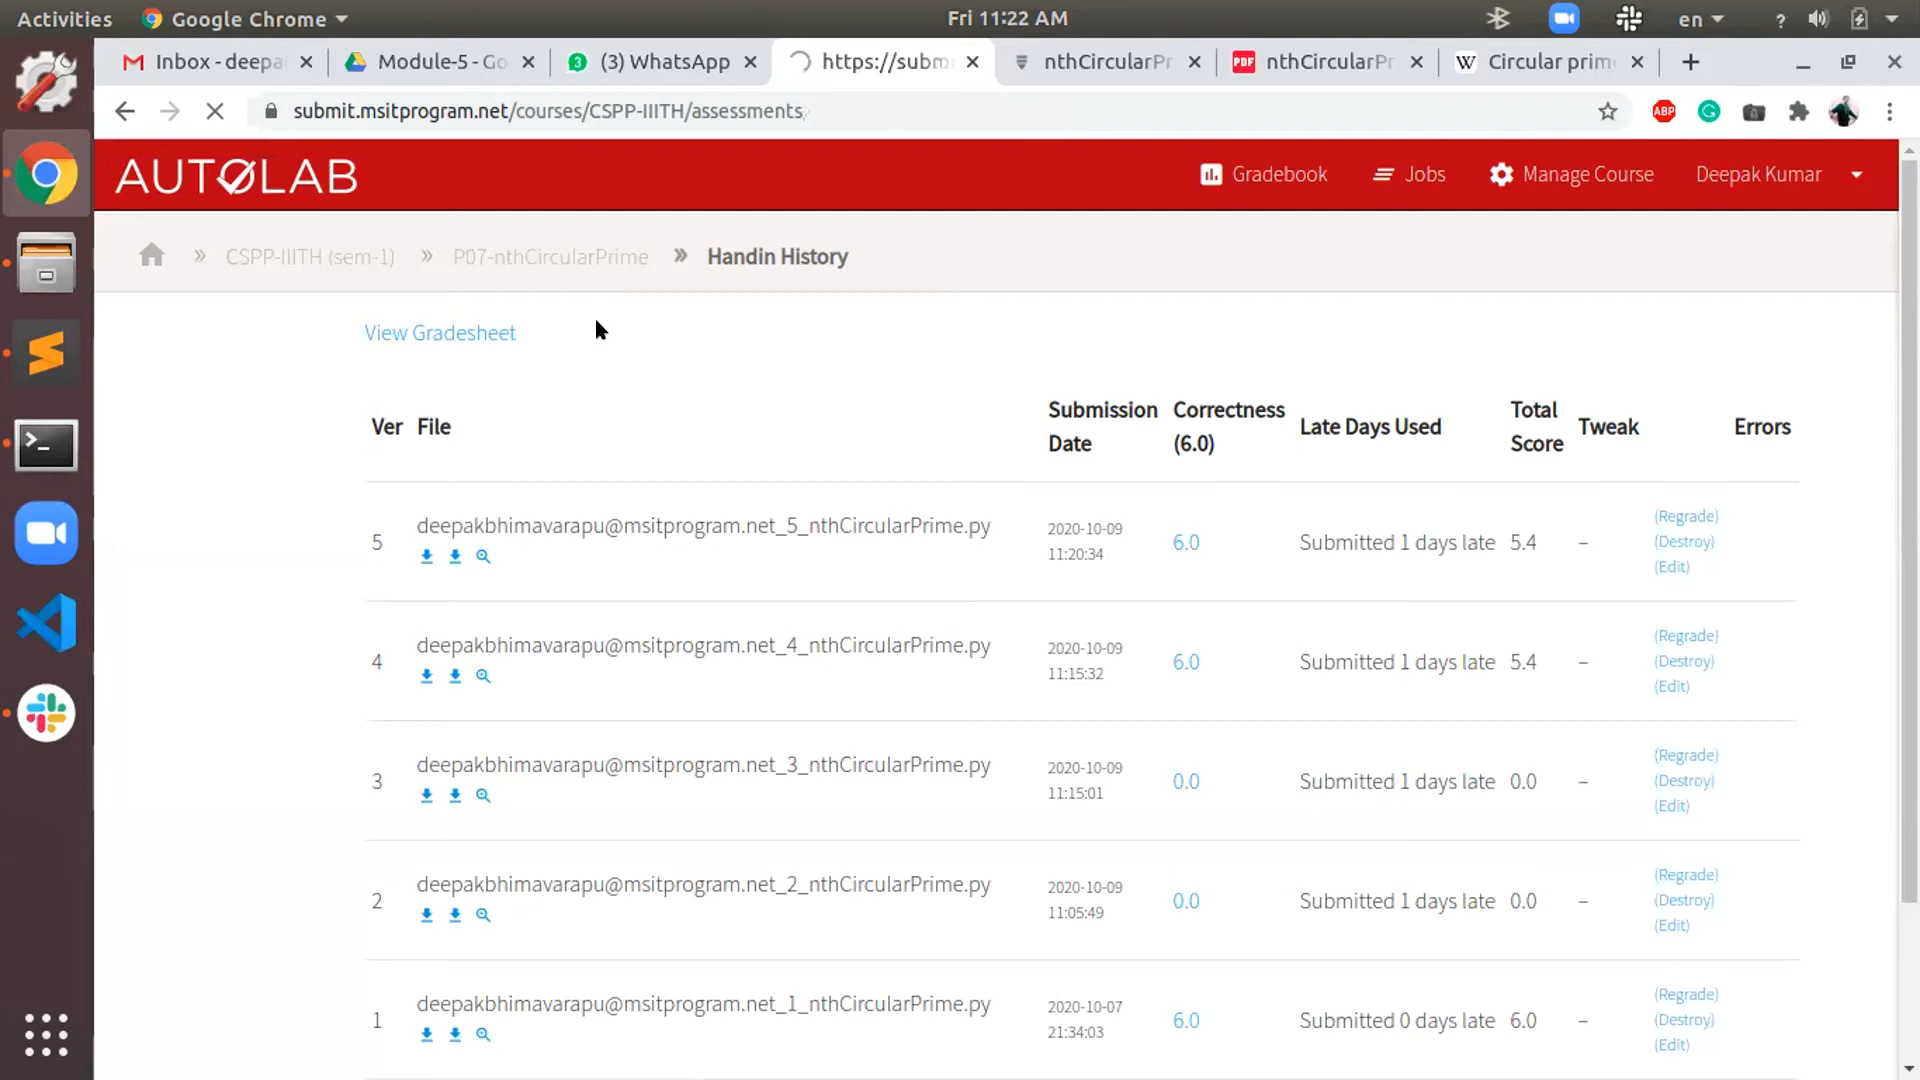 Activities Google Chrome Fri 11:22 AM en ?
Inbox - deepa Module-5 - Go (3) WhatsApp https://subm nthCircularPr nthCircularPr Circular prim
submit.msitprogram.net/courses/CSPP-IIITH/assessments
AUTOLAB Gradebook Jobs Manage Course Deepak Kumar
» CSPP-IIITH (sem-1) » P07-nthCircularPrime » Handin History
View Gradesheet
Ver File Submission Date Correctness (6.0) Late Days Used Total Score Tweak Errors
5 deepakbhimavarapu@msitprogram.net_5_nthCircularPrime.py 2020-10-09 11:20:34 6.0 Submitted 1 days late 5.4 – (Regrade) (Destroy) (Edit)
4 deepakbhimavarapu@msitprogram.net_4_nthCircularPrime.py 2020-10-09 11:15:32 6.0 Submitted 1 days late 5.4 – (Regrade) (Destroy) (Edit)
3 deepakbhimavarapu@msitprogram.net_3_nthCircularPrime.py 2020-10-09 11:15:01 0.0 Submitted 1 days late 0.0 – (Regrade) (Destroy) (Edit)
2 deepakbhimavarapu@msitprogram.net_2_nthCircularPrime.py 2020-10-09 11:05:49 0.0 Submitted 1 days late 0.0 – (Regrade) (Destroy) (Edit)
1 deepakbhimavarapu@msitprogram.net_1_nthCircularPrime.py 2020-10-07 21:34:03 6.0 Submitted 0 days late 6.0 – (Regrade) (Destroy) (Edit)